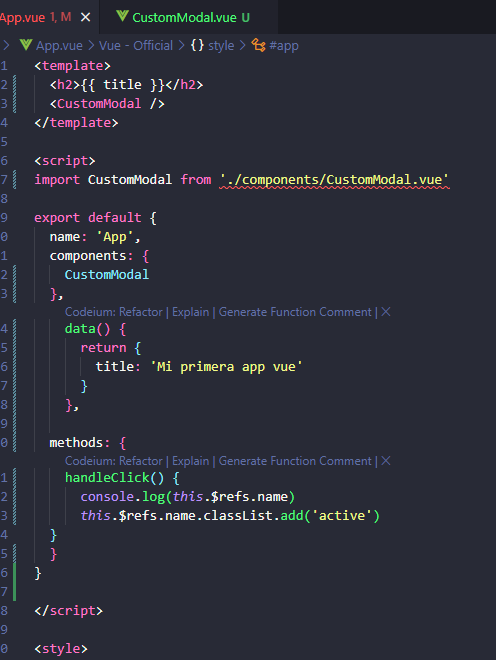 App.vue 1, M × CustomModal.vue U
> App.vue > Vue - Official > {} style > #app
1 <template>
2 <h2>{{ title }}</h2>
3 <CustomModal />
4 </template>
5
6 <script>
7 import CustomModal from './components/CustomModal.vue'
8
9 export default {
0 name: 'App',
1 components: {
2 CustomModal
3 },
Codeium: Refactor | Explain | Generate Function Comment | ×
4 data() {
5 return {
6 title: 'Mi primera app vue'
7 }
8 },
9
0 methods: {
Codeium: Refactor | Explain | Generate Function Comment | ×
1 handleClick() {
2 console.log(this.$refs.name)
3 this.$refs.name.classList.add('active')
4 }
5 }
6 }
7
8 </script>
9
0 <style>